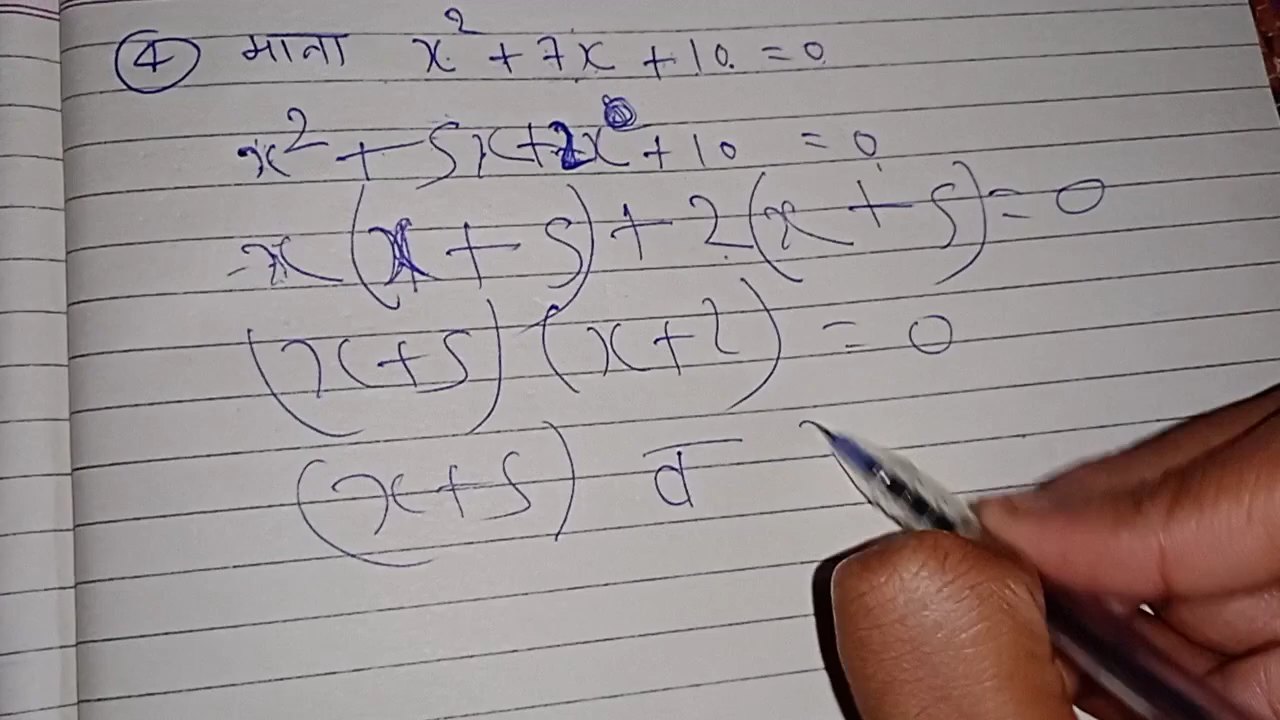 ④ माना x² + 7x + 10 = 0
x² + 5x + 2x + 10 = 0
x(x + 5) + 2(x + 5) = 0
(x + 5) (x + 2) = 0
(x + 5) व